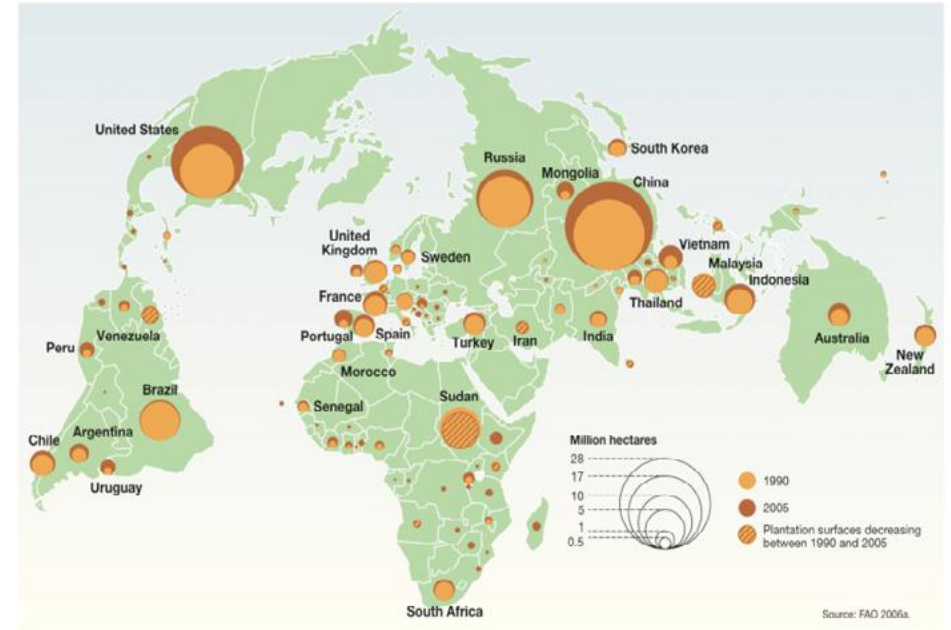 United States
South Korea
Russia
Mongolia
China
United
Kingdom
Sweden
Vietnam
Malaysia
Indonesia
France
Thailand
Venezuela
Portugal
Spain
Turkey
Iran
India
Australia
Peru
New
Zealand
Morocco
Brazil
Sudan
Senegal
Argentina
Chile
Uruguay
South Africa
Million hectares
28
17
10
5
1
0.5
1990
2005
Plantation surfaces decreasing
between 1990 and 2005
Source: FAO 2006a.